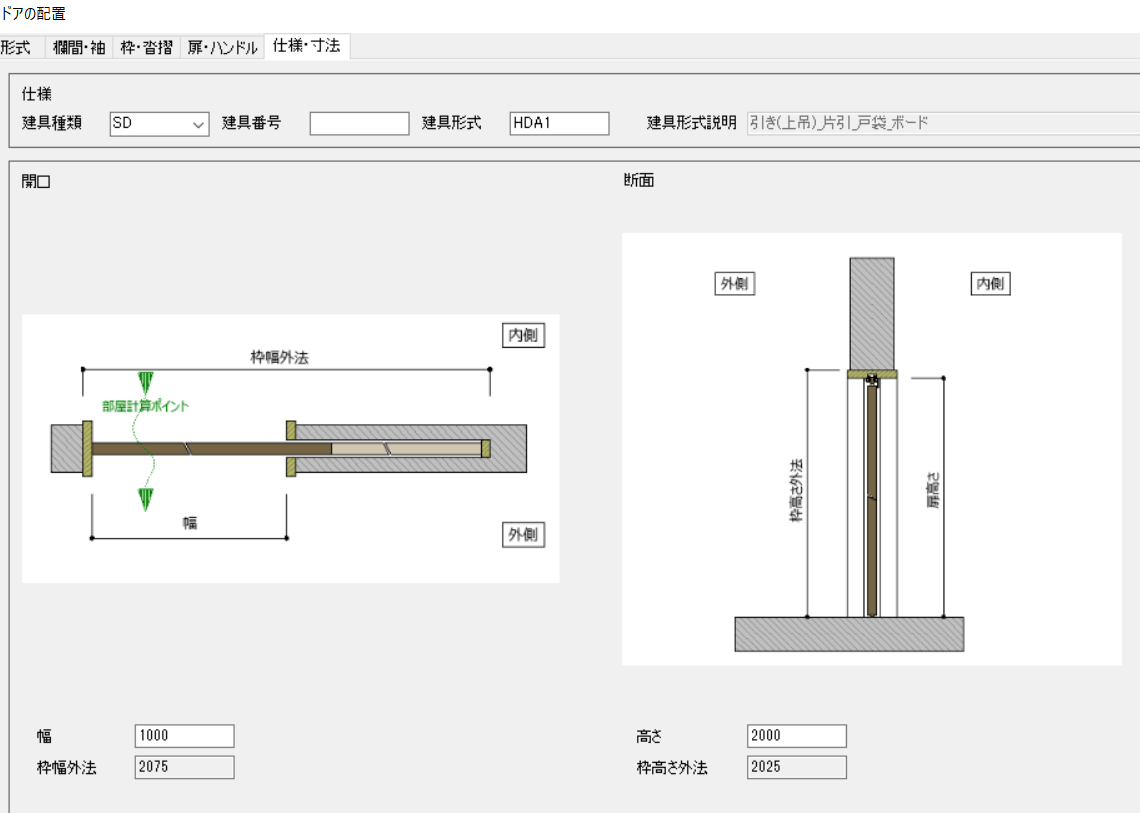 ドアの配置
形式 欄間・袖 枠・沓摺 扉・ハンドル 仕様・寸法
仕様
建具種類 SD 建具番号 建具形式 HDA1 建具形式説明 引き(上吊)_片引_戸袋_ボード
開口
断面
内側
枠幅外法
部屋計算ポイント
幅
外側
外側
内側
枠高さ外法
扉高さ
幅 1000
枠幅外法 2075
高さ 2000
枠高さ外法 2025